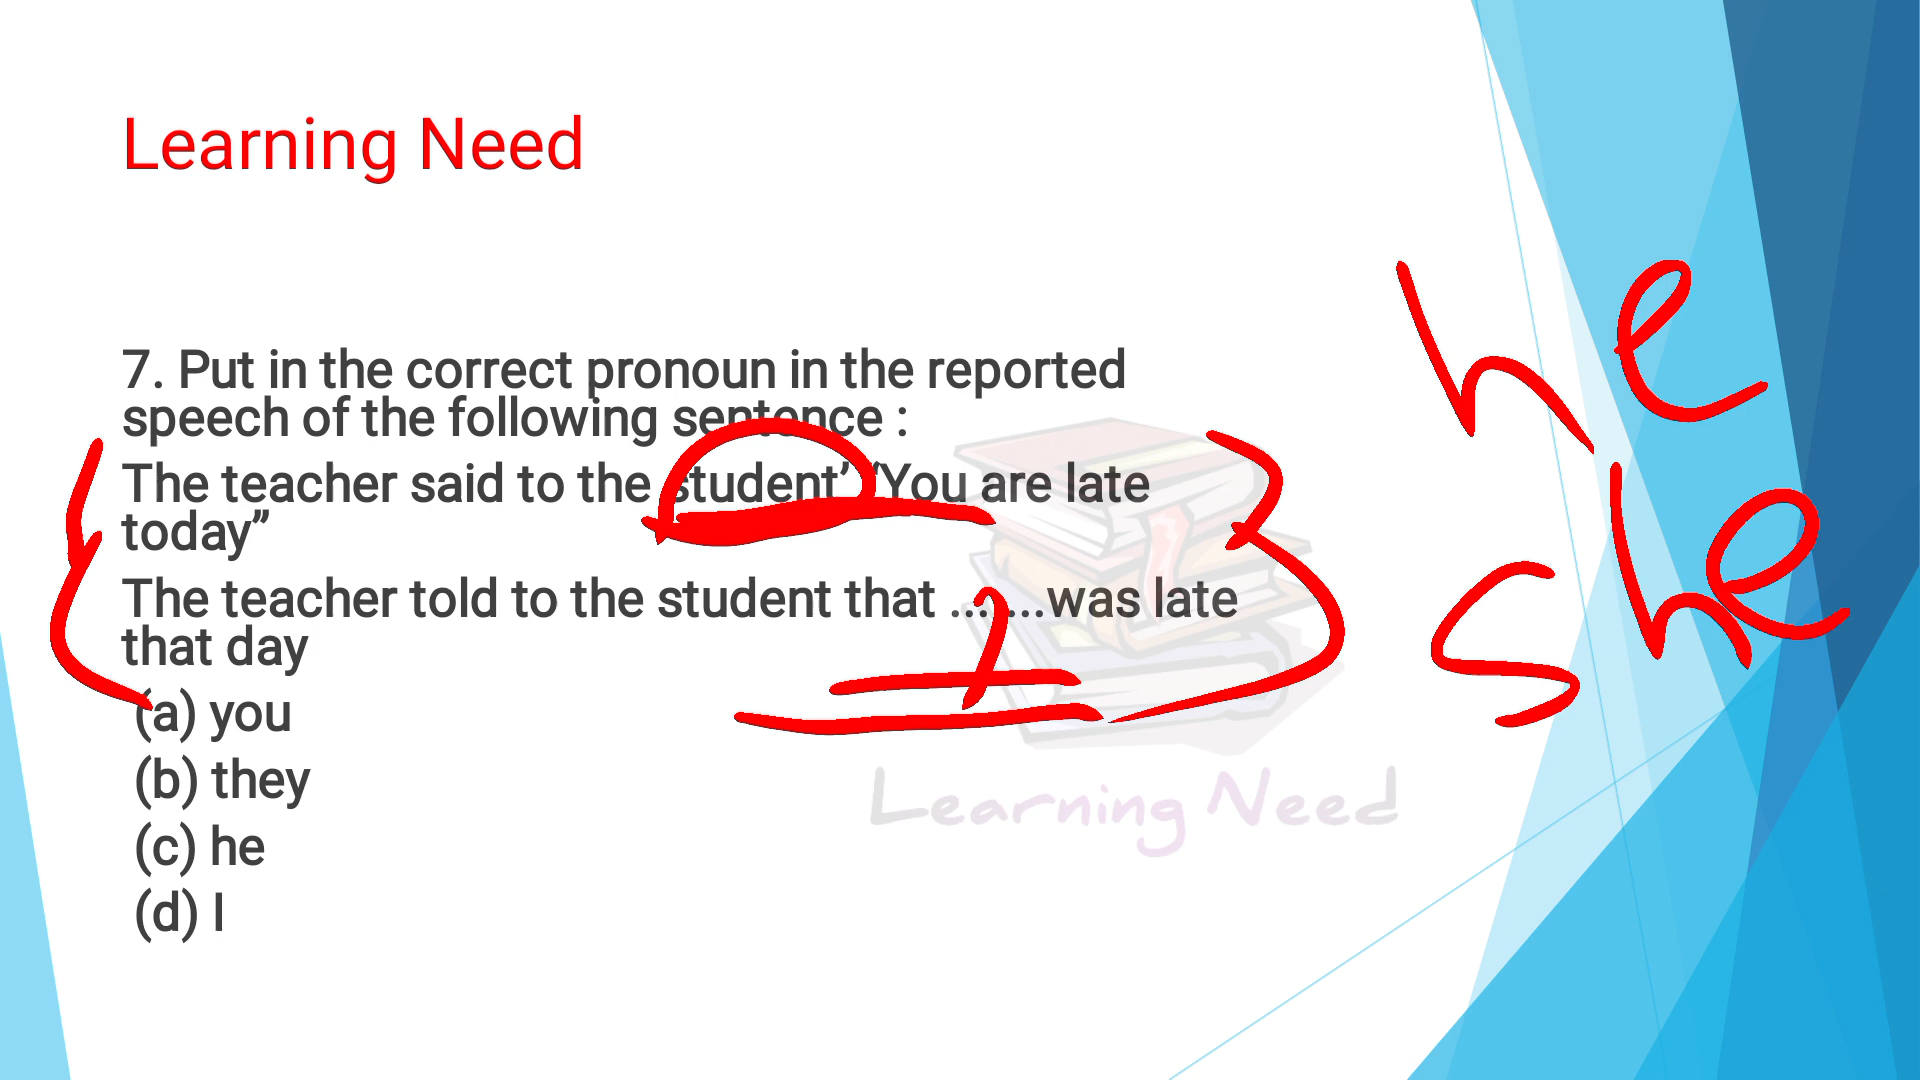 Learning Need
7. Put in the correct pronoun in the reported
speech of the following sentence :
The teacher said to the student’ “You are late
today”
The teacher told to the student that .......was late
that day
(a) you
(b) they
(c) he
(d) I
he
she
Learning Need